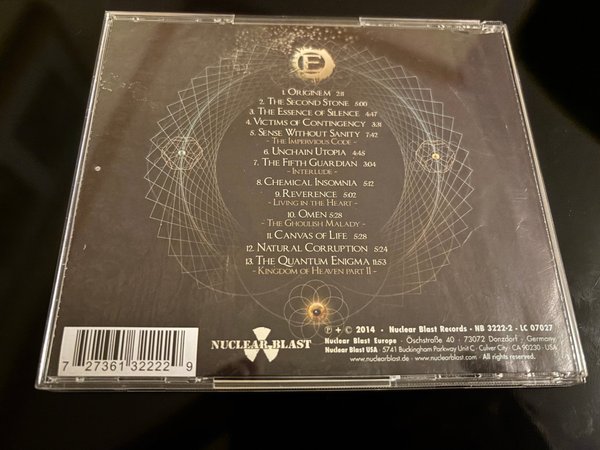 E
1. Originem 2:11
2. The Second Stone 5:00
3. The Essence of Silence 4:47
4. Victims of Contingency 3:31
5. Sense Without Sanity 7:42
- The Impervious Code -
6. Unchain Utopia 4:45
7. The Fifth Guardian 3:04
- Interlude -
8. Chemical Insomnia 5:12
9. Reverence 5:02
- Living in the Heart -
10. Omen 5:28
- The Ghoulish Malady -
11. Canvas of Life 5:28
12. Natural Corruption 5:24
13. The Quantum Enigma 11:53
- Kingdom of Heaven Part II -
NUCLEAR BLAST
℗ + © 2014 · Nuclear Blast Records · NB 3222-2 · LC 07027
Nuclear Blast Europe · Oschstraße 40 · 73072 Donzdorf · Germany
Nuclear Blast USA · 5741 Buckingham Parkway Unit C · Culver City · CA 90230 · USA
www.nuclearblast.de · www.nuclearblast.com · All rights reserved.
7 27361 32222 9